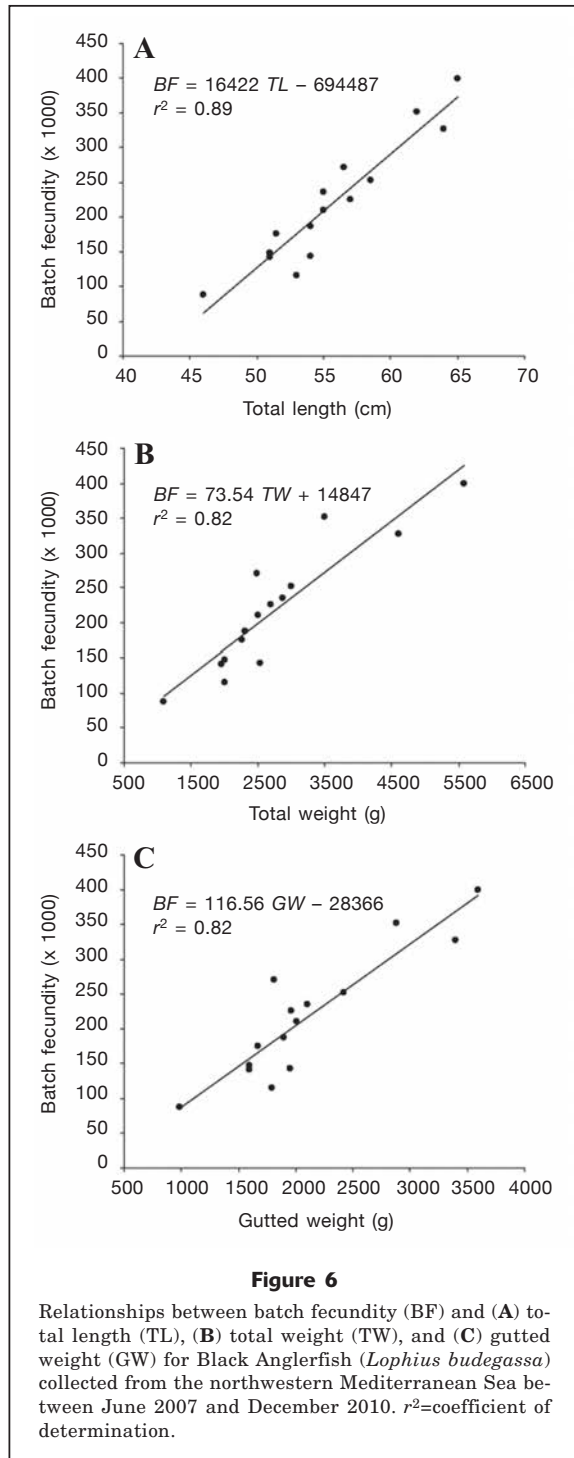 A
BF = 16422 TL – 694487
r² = 0.89
Batch fecundity (x 1000)
450
400
350
300
250
200
150
100
50
0
40 45 50 55 60 65 70
Total length (cm)
B
BF = 73.54 TW + 14847
r² = 0.82
Batch fecundity (x 1000)
450
400
350
300
250
200
150
100
50
0
500 1500 2500 3500 4500 5500 6500
Total weight (g)
C
BF = 116.56 GW – 28366
r² = 0.82
Batch fecundity (x 1000)
450
400
350
300
250
200
150
100
50
0
500 1000 1500 2000 2500 3000 3500 4000
Gutted weight (g)
Figure 6
Relationships between batch fecundity (BF) and (A) to-
tal length (TL), (B) total weight (TW), and (C) gutted
weight (GW) for Black Anglerfish (Lophius budegassa)
collected from the northwestern Mediterranean Sea be-
tween June 2007 and December 2010. r²=coefficient of
determination.